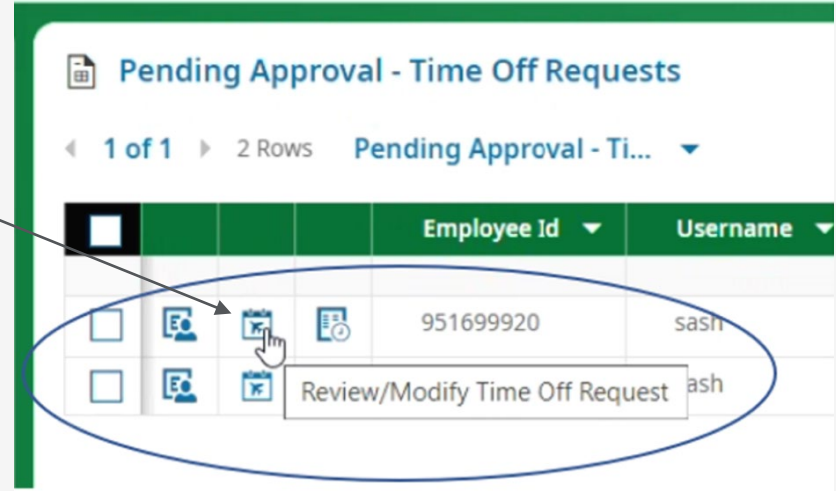 Pending Approval - Time Off Requests
1 of 1 2 Rows Pending Approval - Ti...
Employee Id Username
951699920 sash
Review/Modify Time Off Request ash